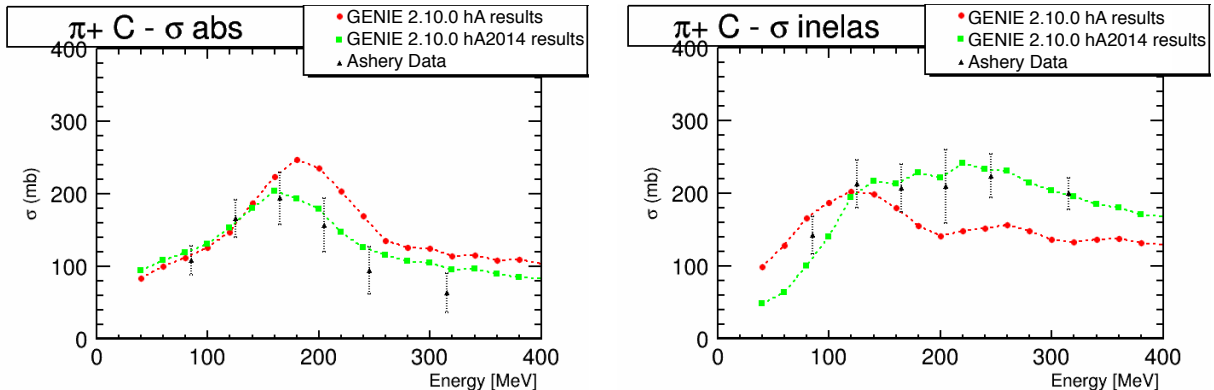 π+ C - σ abs
GENIE 2.10.0 hA results
GENIE 2.10.0 hA2014 results
Ashery Data
σ (mb)
400
300
200
100
0
0 100 200 300 400
Energy [MeV]
π+ C - σ inelas
GENIE 2.10.0 hA results
GENIE 2.10.0 hA2014 results
Ashery Data
σ (mb)
400
300
200
100
0
0 100 200 300 400
Energy [MeV]